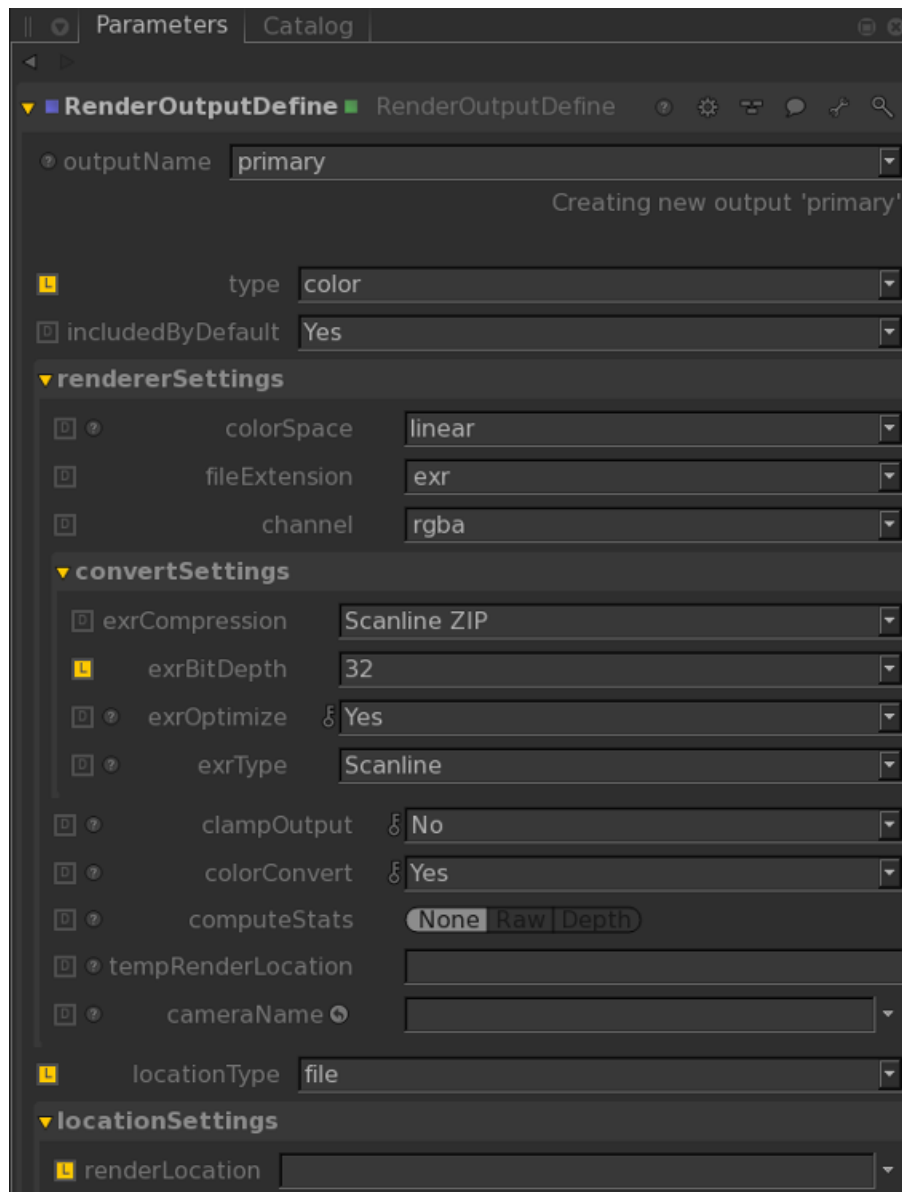 Parameters Catalog
RenderOutputDefine RenderOutputDefine
outputName primary
Creating new output 'primary'
L type color
D includedByDefault Yes
rendererSettings
D colorSpace linear
D fileExtension exr
D channel rgba
convertSettings
D exrCompression Scanline ZIP
L exrBitDepth 32
D exrOptimize Yes
D exrType Scanline
D clampOutput No
D colorConvert Yes
D computeStats None Raw Depth
D tempRenderLocation
D cameraName
L locationType file
locationSettings
L renderLocation